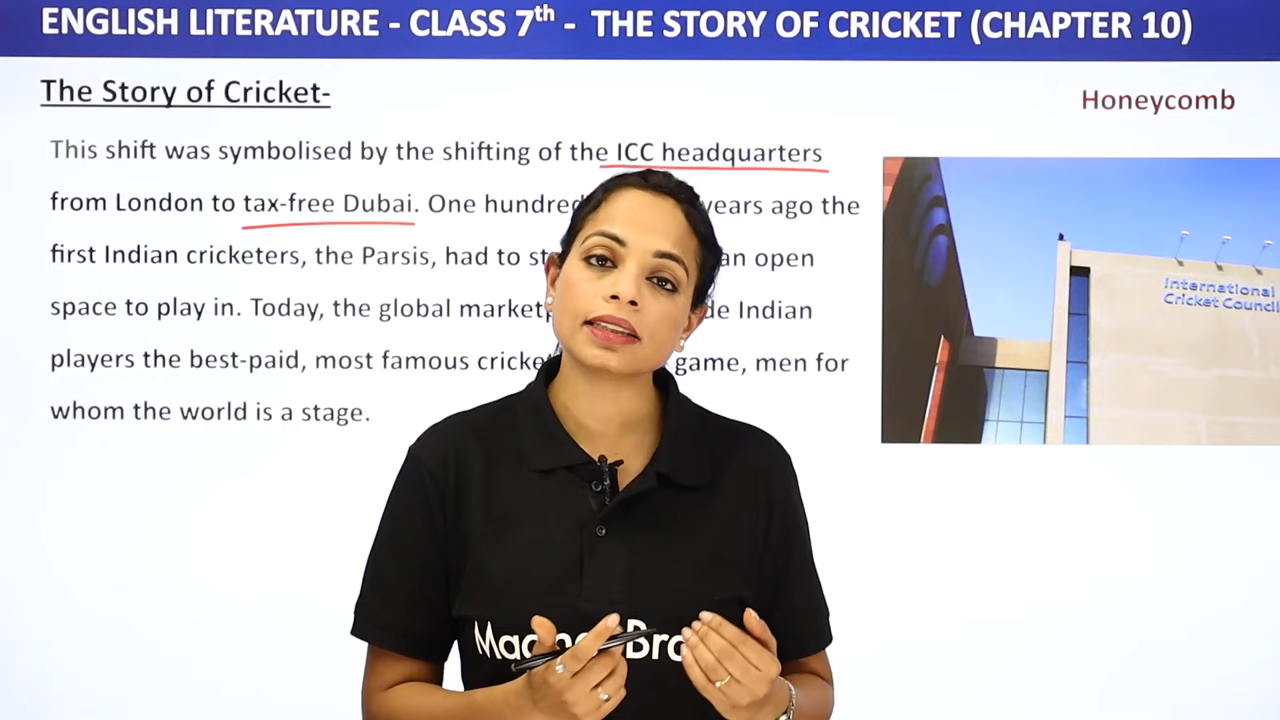 ENGLISH LITERATURE - CLASS 7th - THE STORY OF CRICKET (CHAPTER 10)
The Story of Cricket-
Honeycomb
This shift was symbolised by the shifting of the ICC headquarters
from London to tax-free Dubai. One hundred years ago the
first Indian cricketers, the Parsis, had to an open
space to play in. Today, the global Indian
players the best-paid, most famous game, men for
whom the world is a stage.
International
Cricket Council